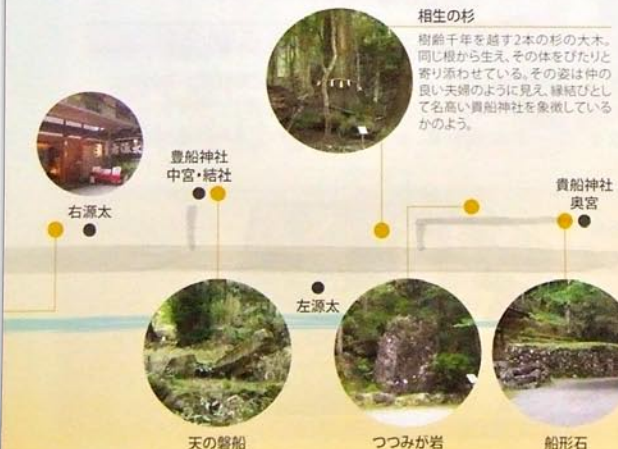 相生の杉
樹齢千年を越す2本の杉の大木。
同じ根から生え、その体をぴたりと
寄り添わせている。その姿は仲の
良い夫婦のように見え、縁結びとし
て名高い貴船神社を象徴している
かのよう。
豊船神社
中宮・結社
貴船神社
奥宮
右源太
左源太
天の磐船
つつみが岩
船形石